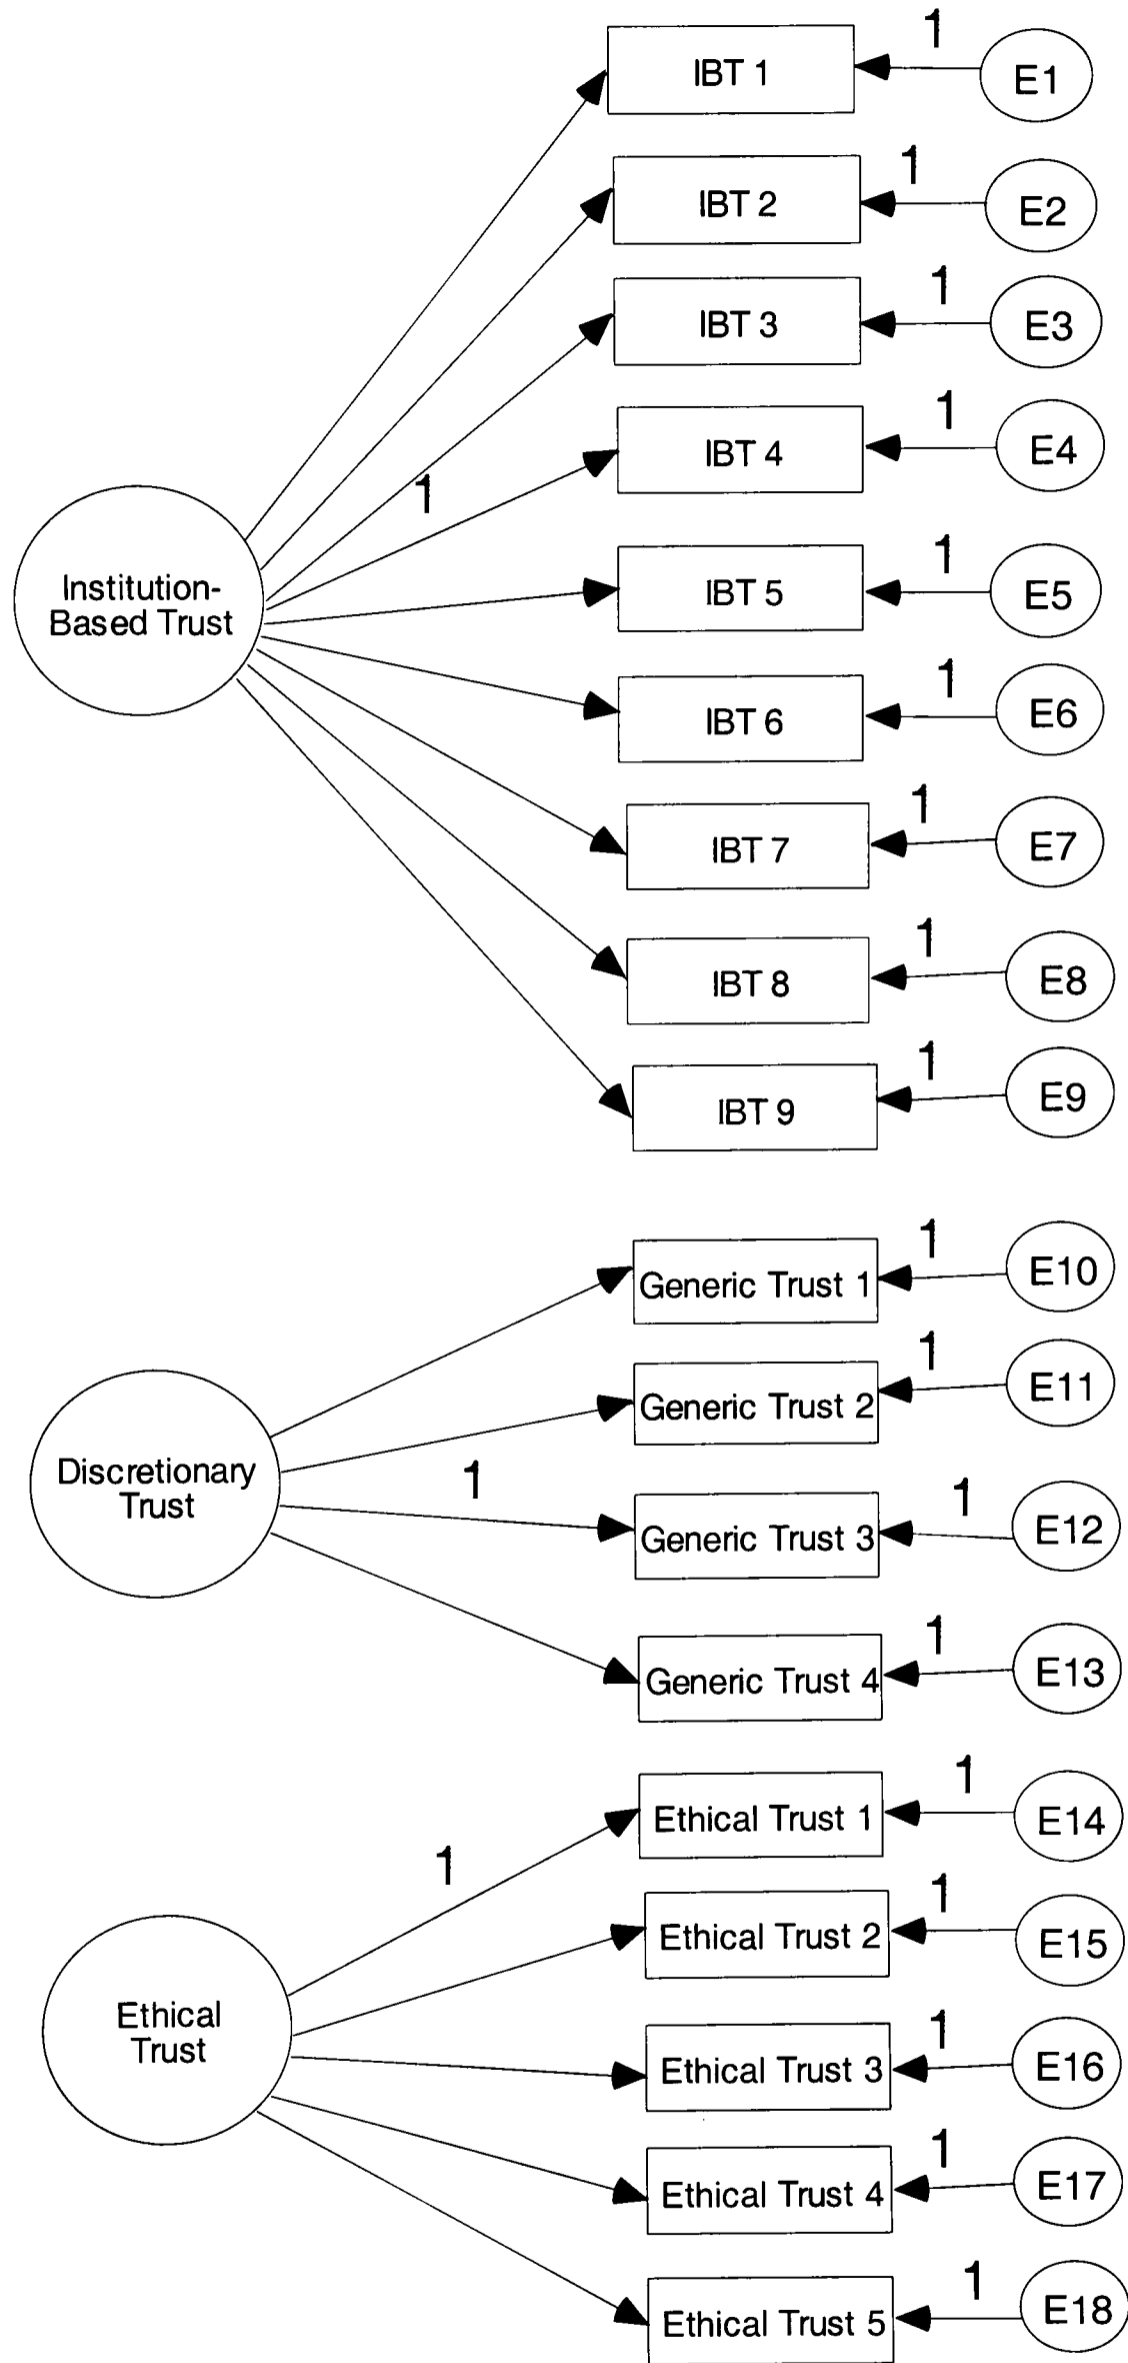 1
IBT 1
E1
1
IBT 2
E2
1
IBT 3
E3
1
IBT 4
E4
1
Institution-
Based Trust
1
IBT 5
E5
1
IBT 6
E6
1
IBT 7
E7
1
IBT 8
E8
1
IBT 9
E9
1
Generic Trust 1
E10
1
Generic Trust 2
E11
Discretionary
Trust
1
1
Generic Trust 3
E12
1
Generic Trust 4
E13
1
Ethical Trust 1
E14
1
1
Ethical Trust 2
E15
Ethical
Trust
1
Ethical Trust 3
E16
1
Ethical Trust 4
E17
1
Ethical Trust 5
E18